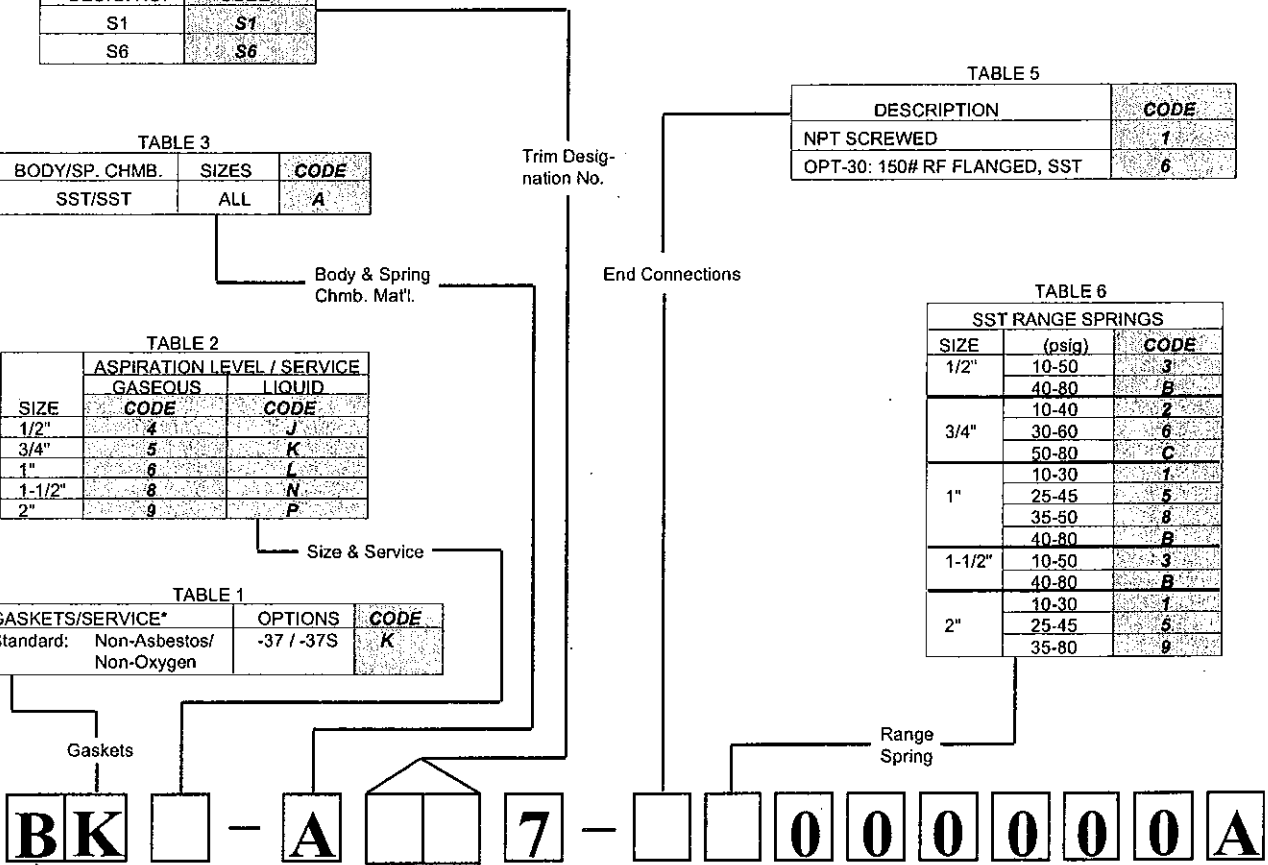 S1 S1
S6 S6
TABLE 3
BODY/SP. CHMB. SIZES CODE
SST/SST ALL A
Trim Desig-
nation No.
TABLE 5
DESCRIPTION CODE
NPT SCREWED 1
OPT-30: 150# RF FLANGED, SST 6
Body & Spring
Chmb. Mat'l.
End Connections
TABLE 2
ASPIRATION LEVEL / SERVICE
GASEOUS LIQUID
SIZE CODE CODE
1/2" 4 J
3/4" 5 K
1" 6 L
1-1/2" 8 N
2" 9 P
Size & Service
TABLE 6
SST RANGE SPRINGS
SIZE (psig) CODE
1/2" 10-50 3
40-80 B
3/4" 10-40 2
30-60 6
50-80 C
1" 10-30 1
25-45 5
35-50 8
40-80 B
1-1/2" 10-50 3
40-80 B
2" 10-30 1
25-45 5
35-80 9
TABLE 1
GASKETS/SERVICE* OPTIONS CODE
Standard: Non-Asbestos/ -37 / -37S K
Non-Oxygen
Gaskets
Range
Spring
BK - A 7 - 0 0 0 0 0 0 A